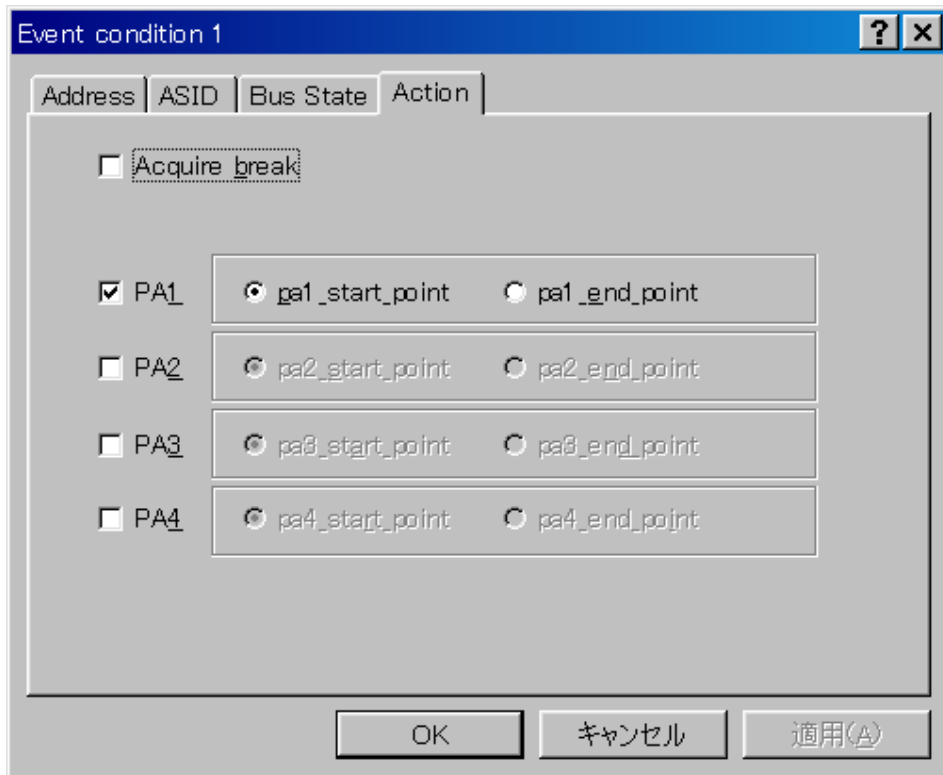 Event condition 1
Address ASID Bus State Action
Acquire break
PA1 pa1_start_point pa1_end_point
PA2 pa2_start_point pa2_end_point
PA3 pa3_start_point pa3_end_point
PA4 pa4_start_point pa4_end_point
OK キャンセル 適用(A)